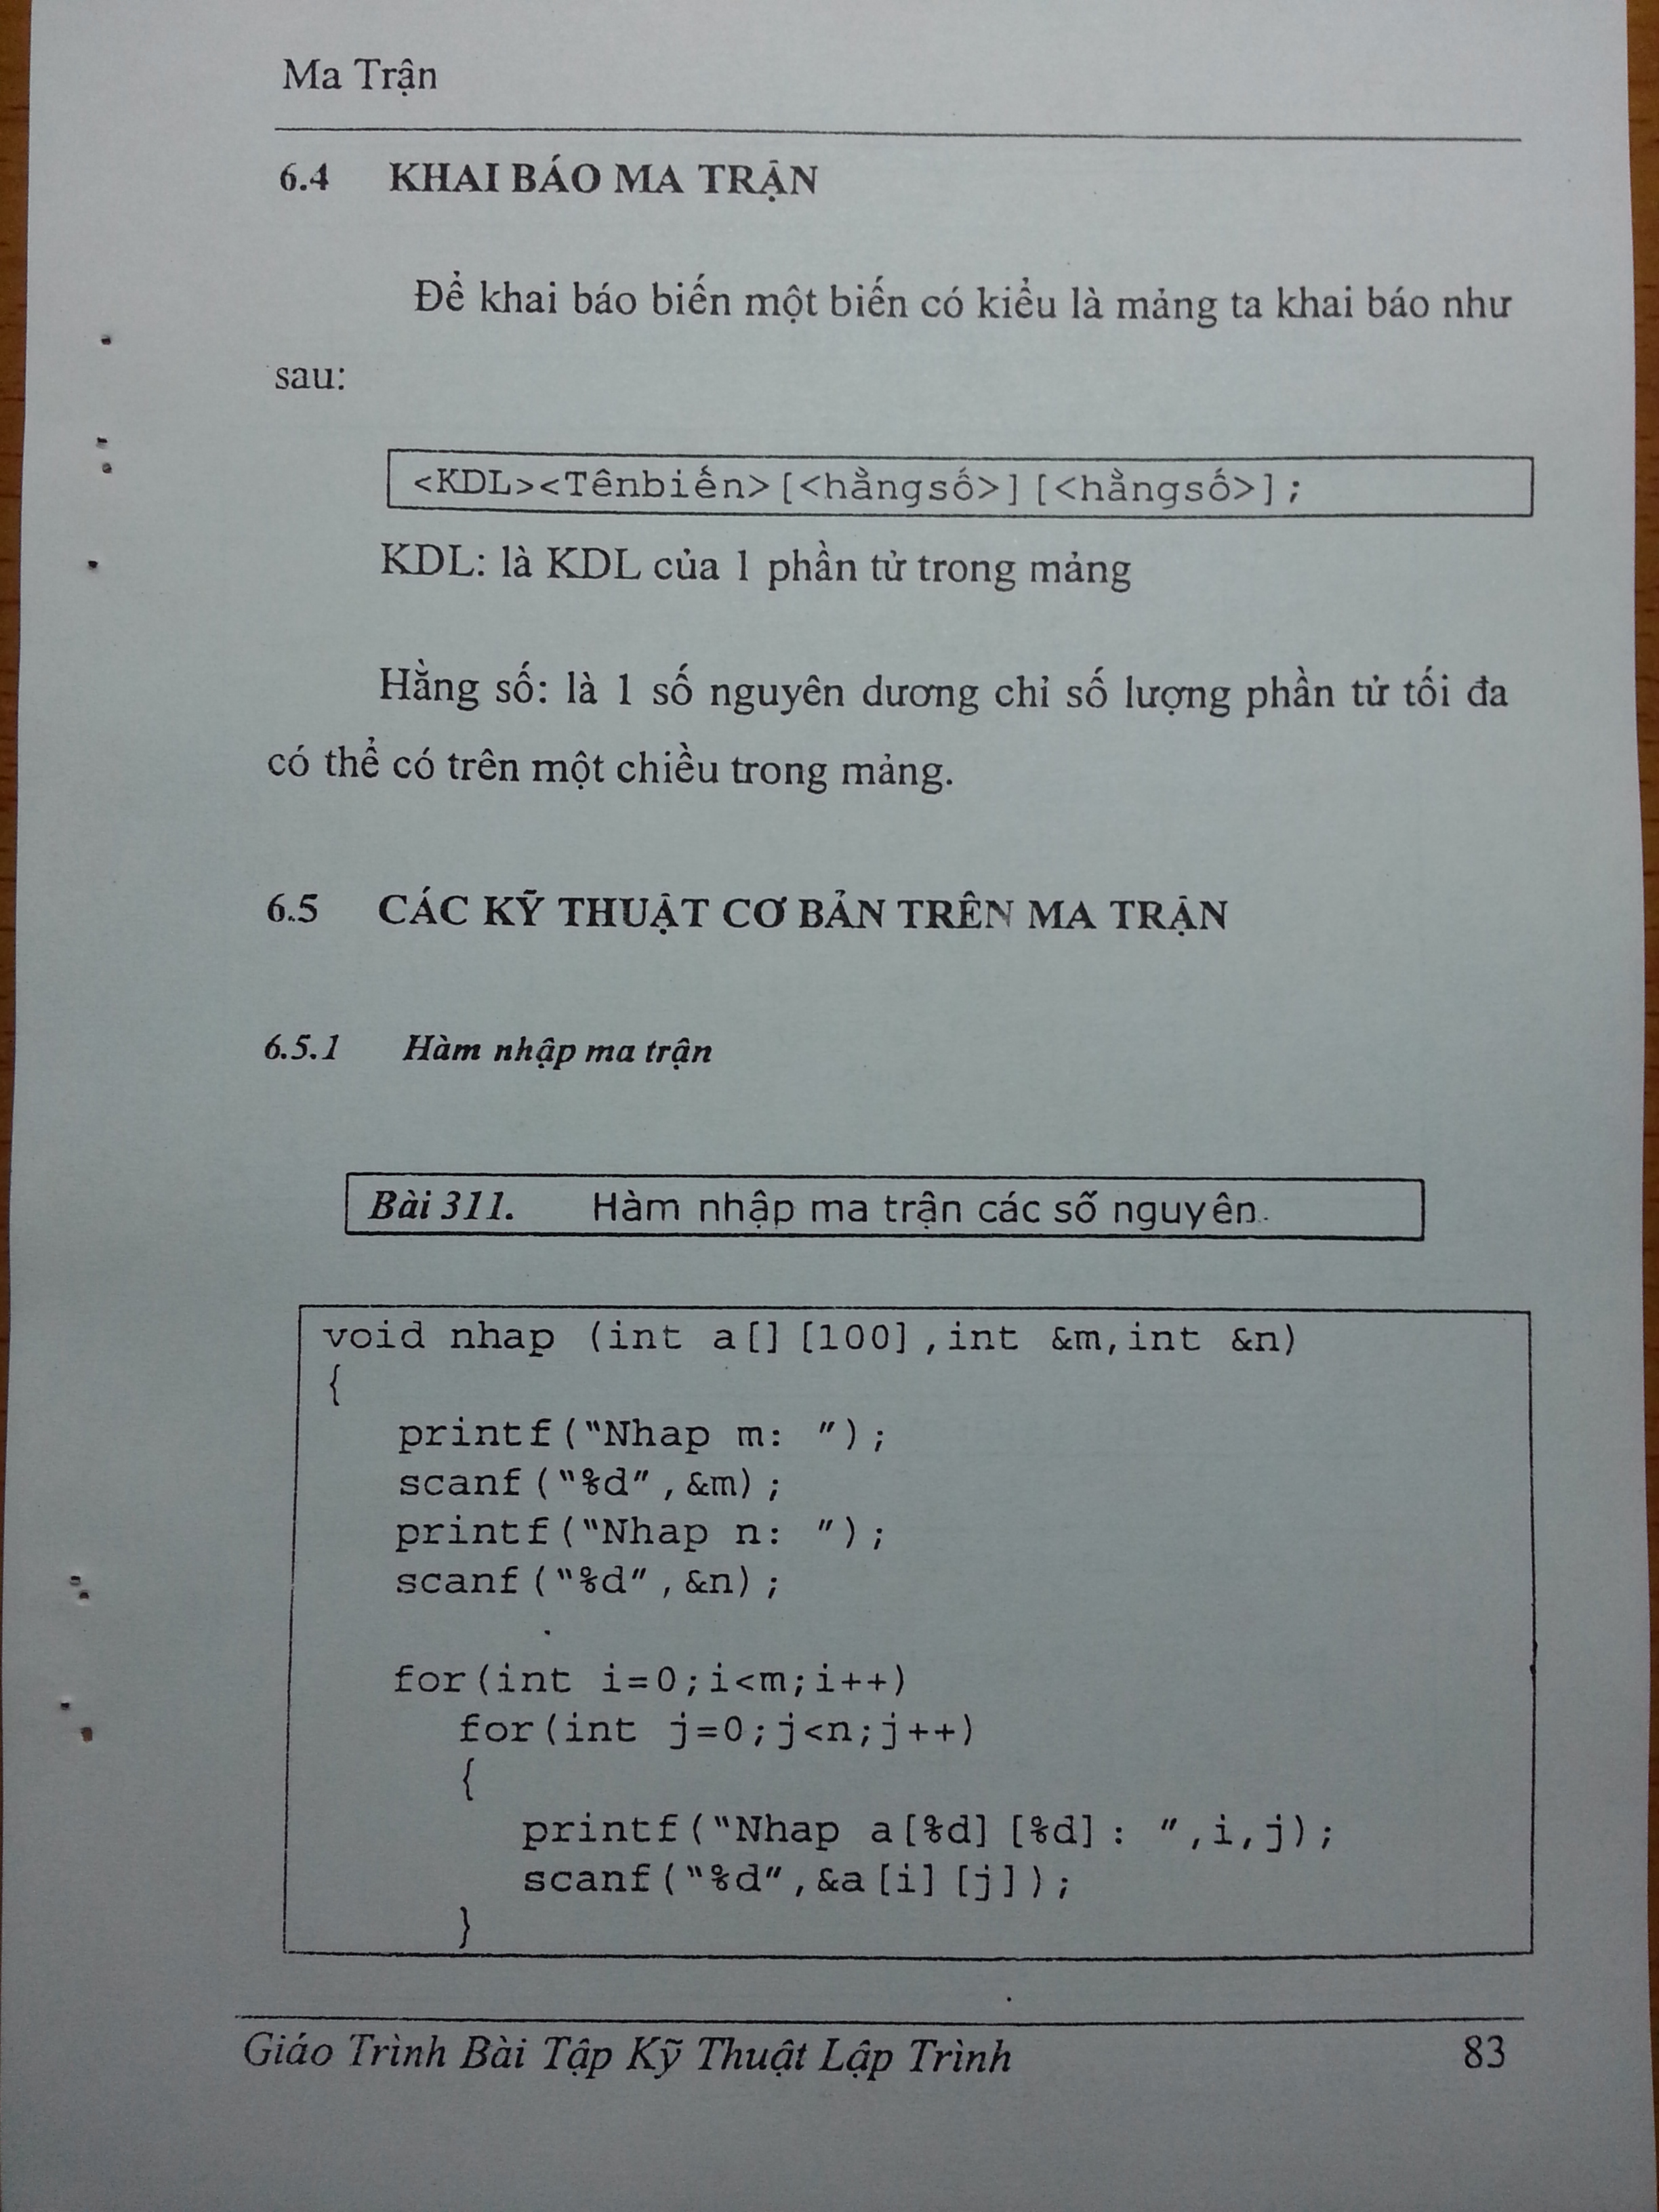 Ma Trận
6.4 KHAI BÁO MA TRẬN
Để khai báo biến một biến có kiểu là mảng ta khai báo như
sau:
<KDL><Tênbiến>[<hằngsố>][<hằngsố>];
KDL: là KDL của 1 phần tử trong mảng
Hằng số: là 1 số nguyên dương chỉ số lượng phần tử tối đa
có thể có trên một chiều trong mảng.
6.5 CÁC KỸ THUẬT CƠ BẢN TRÊN MA TRẬN
6.5.1 Hàm nhập ma trận
Bài 311. Hàm nhập ma trận các số nguyên.
void nhap (int a[][100],int &m,int &n)
{
printf("Nhap m: ");
scanf("%d",&m);
printf("Nhap n: ");
scanf("%d",&n);
for(int i=0;i<m;i++)
for(int j=0;j<n;j++)
{
printf("Nhap a[%d][%d]: ",i,j);
scanf("%d",&a[i][j]);
}
Giáo Trình Bài Tập Kỹ Thuật Lập Trình 83